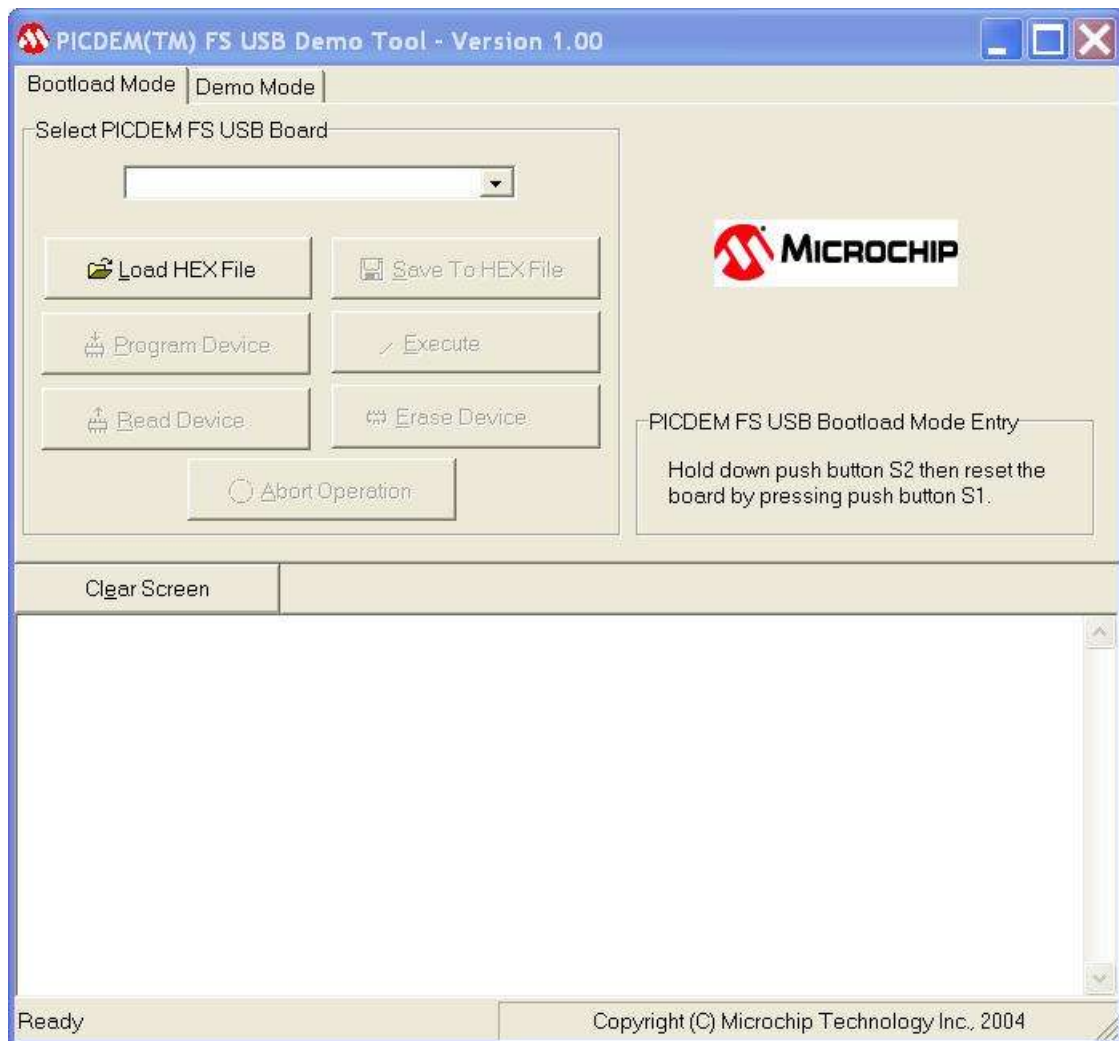 PICDEM(TM) FS USB Demo Tool - Version 1.00
Bootload Mode
Demo Mode
Select PICDEM FS USB Board
Load HEX File
Save To HEX File
Program Device
Execute
Read Device
Erase Device
Abort Operation
MICROCHIP
PICDEM FS USB Bootload Mode Entry
Hold down push button S2 then reset the
board by pressing push button S1.
Clear Screen
Ready
Copyright (C) Microchip Technology Inc., 2004